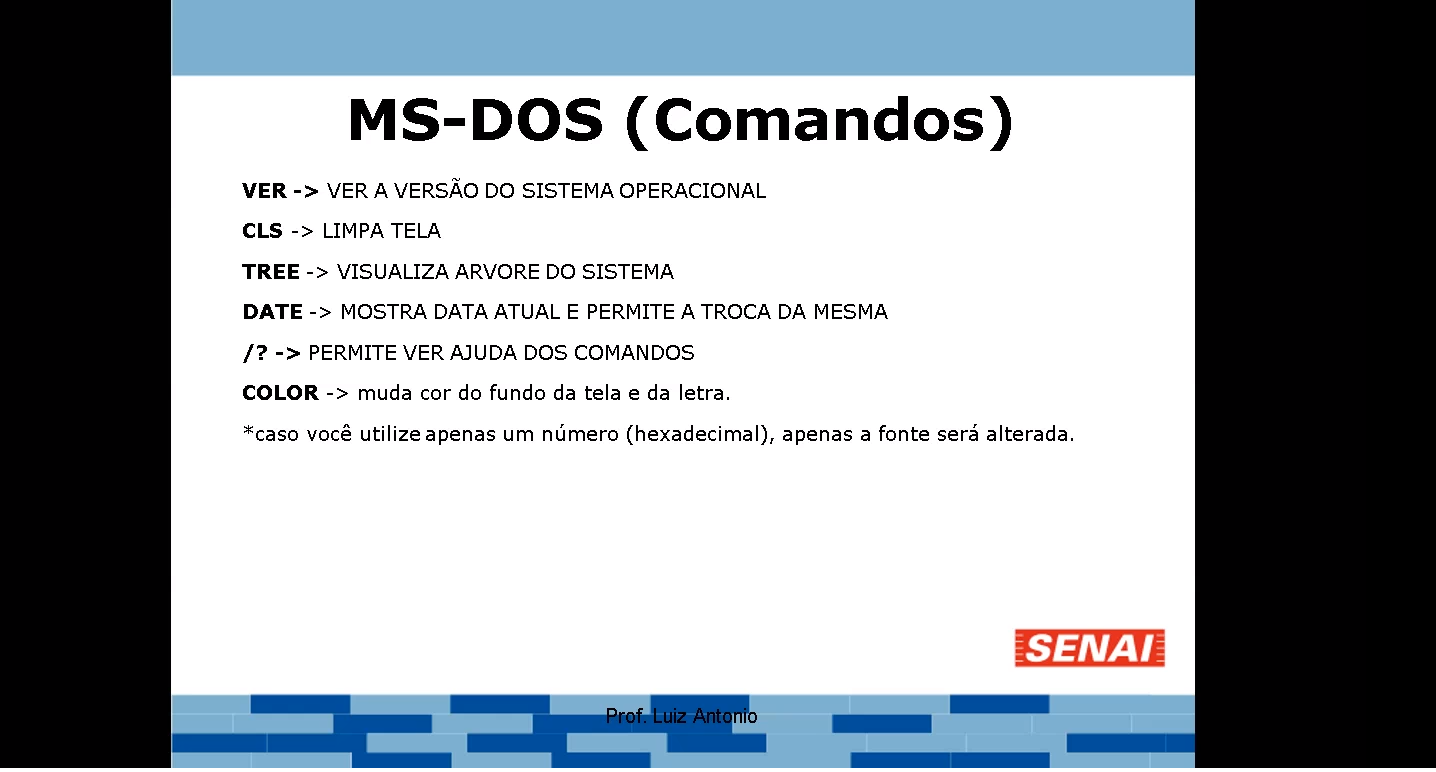 MS-DOS (Comandos)
VER -> VER A VERSÃO DO SISTEMA OPERACIONAL
CLS -> LIMPA TELA
TREE -> VISUALIZA ARVORE DO SISTEMA
DATE -> MOSTRA DATA ATUAL E PERMITE A TROCA DA MESMA
/? -> PERMITE VER AJUDA DOS COMANDOS
COLOR -> muda cor do fundo da tela e da letra.
*caso você utilize apenas um número (hexadecimal), apenas a fonte será alterada.
SENAI
Prof. Luiz Antonio